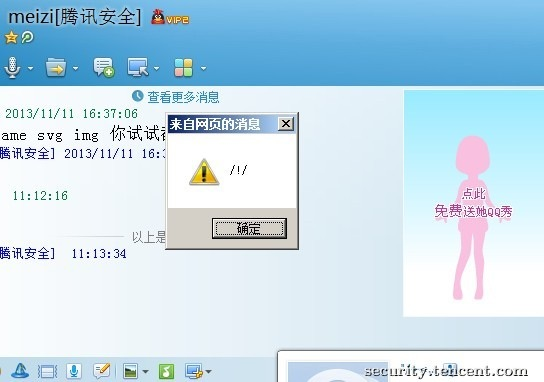 meizi[腾讯安全] VIP2
查看更多消息
2013/11/11 16:37:06
ame svg img 你试试
腾讯安全] 2013/11/11 16:3
来自网页的消息
/!/
确定
11:12:16
以上是
腾讯安全] 11:13:34
点此
免费送她QQ秀
security.tencent.com